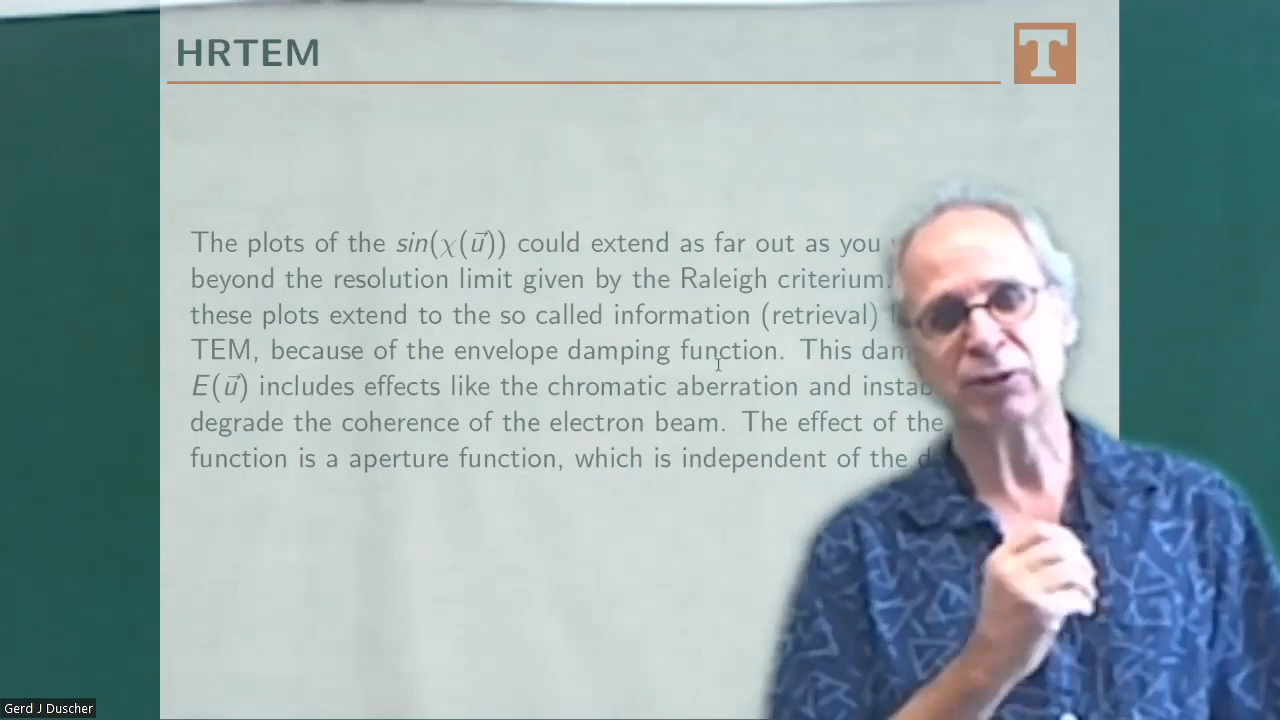 HRTEM
T
The plots of the sin(χ(u⃗)) could extend as far out as you
beyond the resolution limit given by the Raleigh criterium.
these plots extend to the so called information (retrieval)
TEM, because of the envelope damping function. This dam
E(u⃗) includes effects like the chromatic aberration and instab
degrade the coherence of the electron beam. The effect of the
function is a aperture function, which is independent of the d
Gerd J Duscher